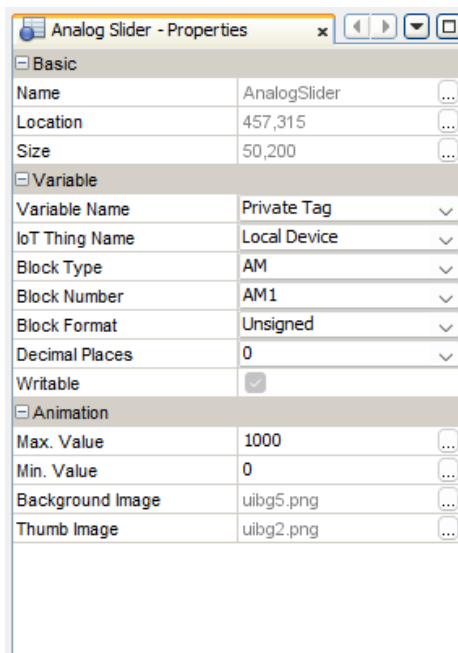 Analog Slider - Properties
Basic
Name AnalogSlider ...
Location 457,315 ...
Size 50,200 ...
Variable
Variable Name Private Tag
IoT Thing Name Local Device
Block Type AM
Block Number AM1
Block Format Unsigned
Decimal Places 0
Writable
Animation
Max. Value 1000 ...
Min. Value 0 ...
Background Image uibg5.png ...
Thumb Image uibg2.png ...